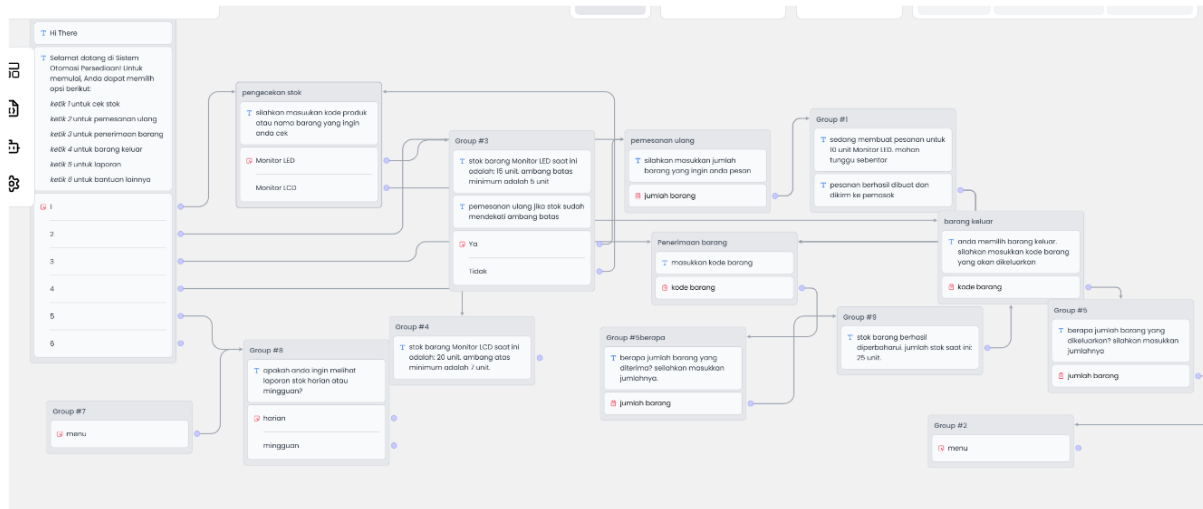 Hi There
Selamat datang di Sistem
Otomasi Persediaan! Untuk
memulai, Anda dapat memilih
opsi berikut:
ketik 1 untuk cek stok
ketik 2 untuk pemesanan ulang
ketik 3 untuk penerimaan barang
ketik 4 untuk barang keluar
ketik 5 untuk laporan
ketik 6 untuk bantuan lainnya
1
2
3
4
5
6
pengecekan stok
silahkan masuukan kode produk
atau nama barang yang ingin
anda cek
Monitor LED
Monitor LCD
Group #3
stok barang Monitor LED saat ini
adalah: 15 unit. ambang batas
minimum adalah 5 unit
pemesanan ulang jika stok sudah
mendekati ambang batas
Ya
Tidak
pemesanan ulang
silahkan masukkan jumlah
barang yang ingin anda pesan
jumlah barang
Group #1
sedang membuat pesanan untuk
10 unit Monitor LED. mohan
tunggu sebentar
pesanan berhasil dibuat dan
dikirm ke pemasok
barang keluar
anda memilih barang keluar.
silahkan masukkan kode barang
yang akan dikeluarkan
kode barang
Penerimaan barang
masukkan kode barang
kode barang
Group #4
stok barang Monitor LCD saat ini
adalah: 20 unit. ambang atas
minimum adalah 7 unit.
Group #8
apakah anda ingin melihat
laporan stok harian atau
mingguan?
harian
mingguan
Group #7
menu
Group #5berapa
berapa jumlah barang yang
diterima? seilahkan masukkan
jumlahnya.
jumlah barang
Group #9
stok barang berhasil
diperbaharui. jumlah stok saat ini:
25 unit.
Group #5
berapa jumlah barang yang
dikeluarkan? silahkan masukkan
jumlahnya
jumlah barang
Group #2
menu